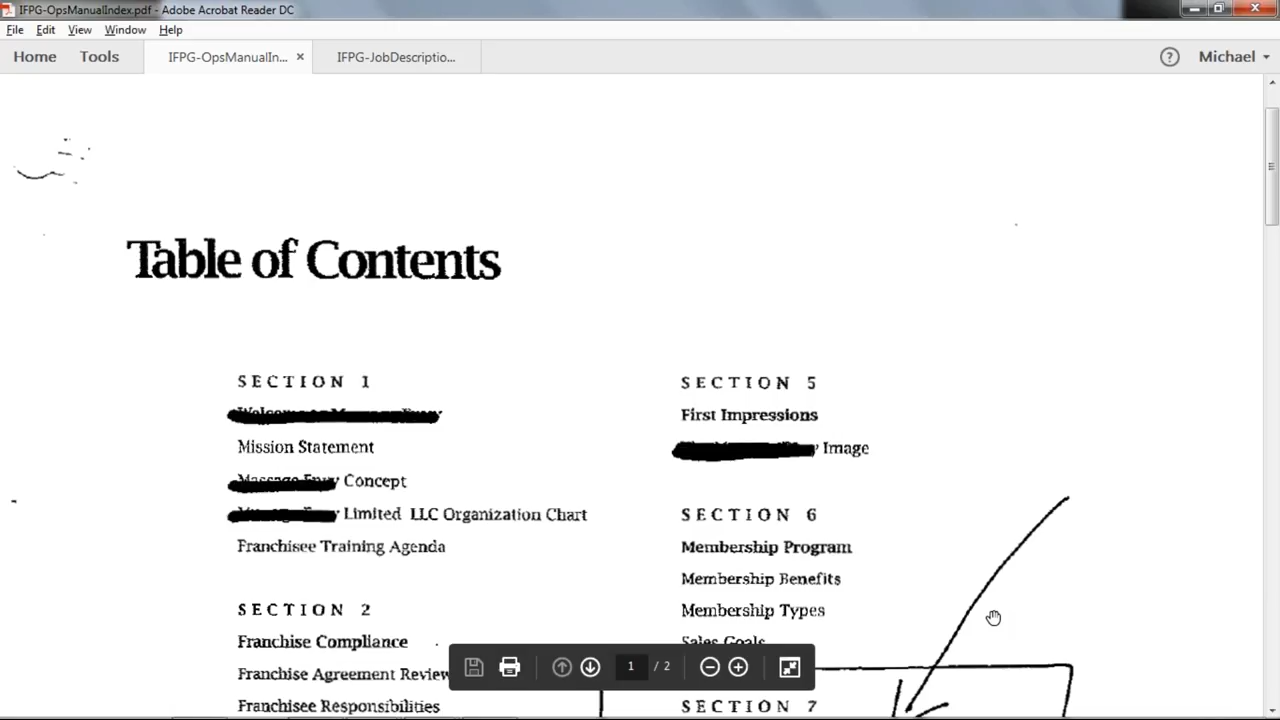 IFPG-OpsManualIndex.pdf - Adobe Acrobat Reader DC
File Edit View Window Help
Home Tools IFPG-OpsManualIn... × IFPG-JobDescriptio... ? Michael
Table of Contents
SECTION 1
Mission Statement
Concept
Limited LLC Organization Chart
Franchisee Training Agenda
SECTION 2
Franchise Compliance
Franchise Agreement Review
Franchisee Responsibilities
SECTION 5
First Impressions
Image
SECTION 6
Membership Program
Membership Benefits
Membership Types
Sales Goals
SECTION 7
1 / 2